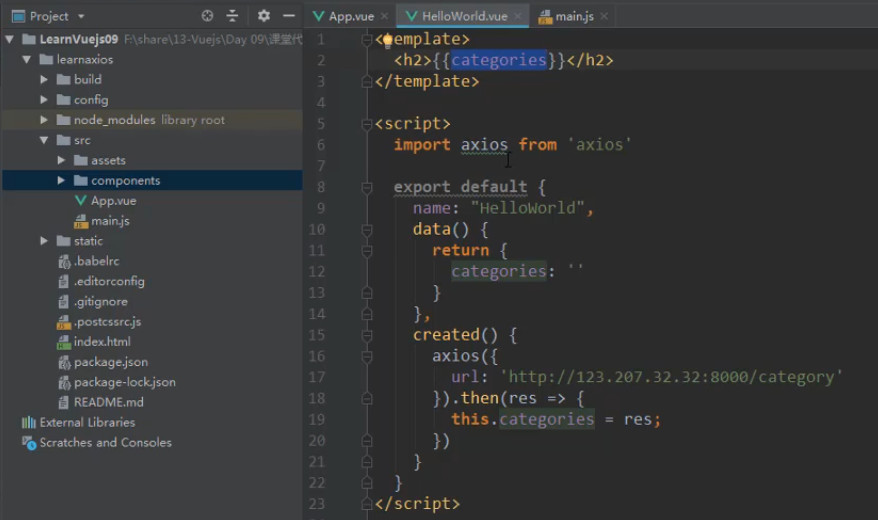 Project
App.vue
HelloWorld.vue
main.js
LearnVuejs09 F:\share\13-Vuejs\Day 09\课堂代
learnaxios
build
config
node_modules library root
src
assets
components
App.vue
main.js
static
.babelrc
.editorconfig
.gitignore
.postcssrc.js
index.html
package.json
package-lock.json
README.md
External Libraries
Scratches and Consoles
1 <template>
2 <h2>{{categories}}</h2>
3 </template>
4
5 <script>
6 import axios from 'axios'
7
8 export default {
9 name: "HelloWorld",
10 data() {
11 return {
12 categories: ''
13 }
14 },
15 created() {
16 axios({
17 url: 'http://123.207.32.32:8000/category'
18 }).then(res => {
19 this.categories = res;
20 })
21 }
22 }
23 </script>